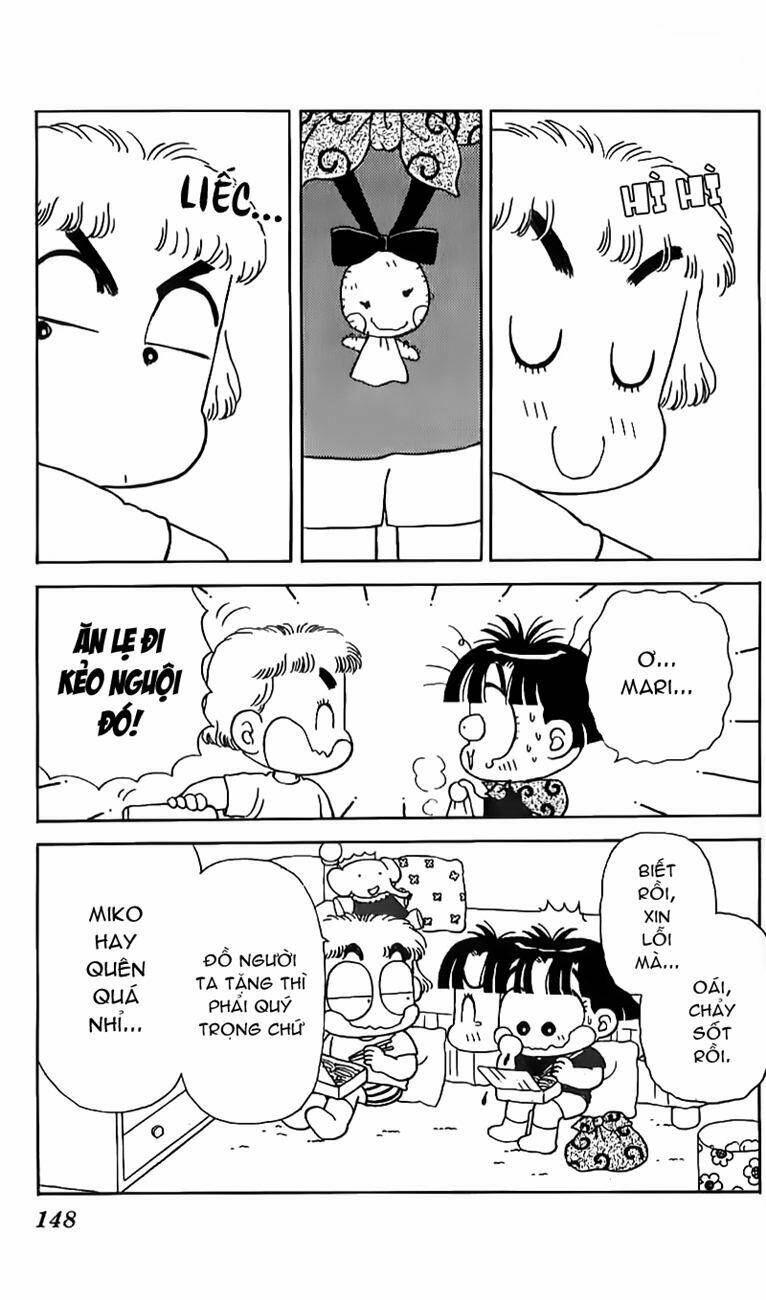 LIẾC...
HÌ HÌ
ĂN LẸ ĐI
KẺO NGUỘI
ĐÓ!
Ơ...
MARI...
MIKO
HAY
QUÊN
QUÁ
NHỈ...
ĐỒ NGƯỜI
TA TẶNG THÌ
PHẢI QUÝ
TRỌNG CHỨ
BIẾT
RỒI,
XIN
LỖI
MÀ...
OÁI,
CHẢY
SỐT
RỒI.
148